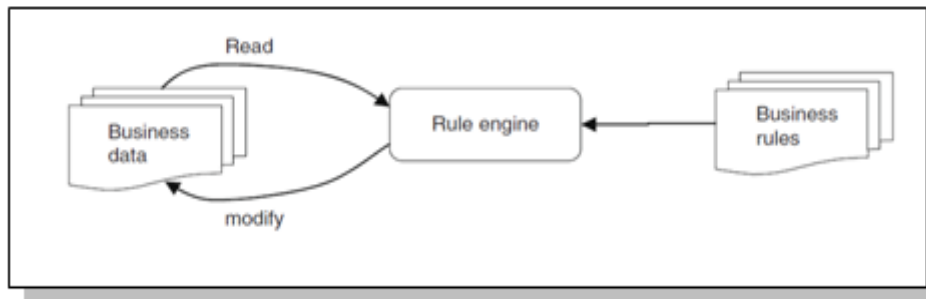 Read
Business
data
Rule engine
Business
rules
modify